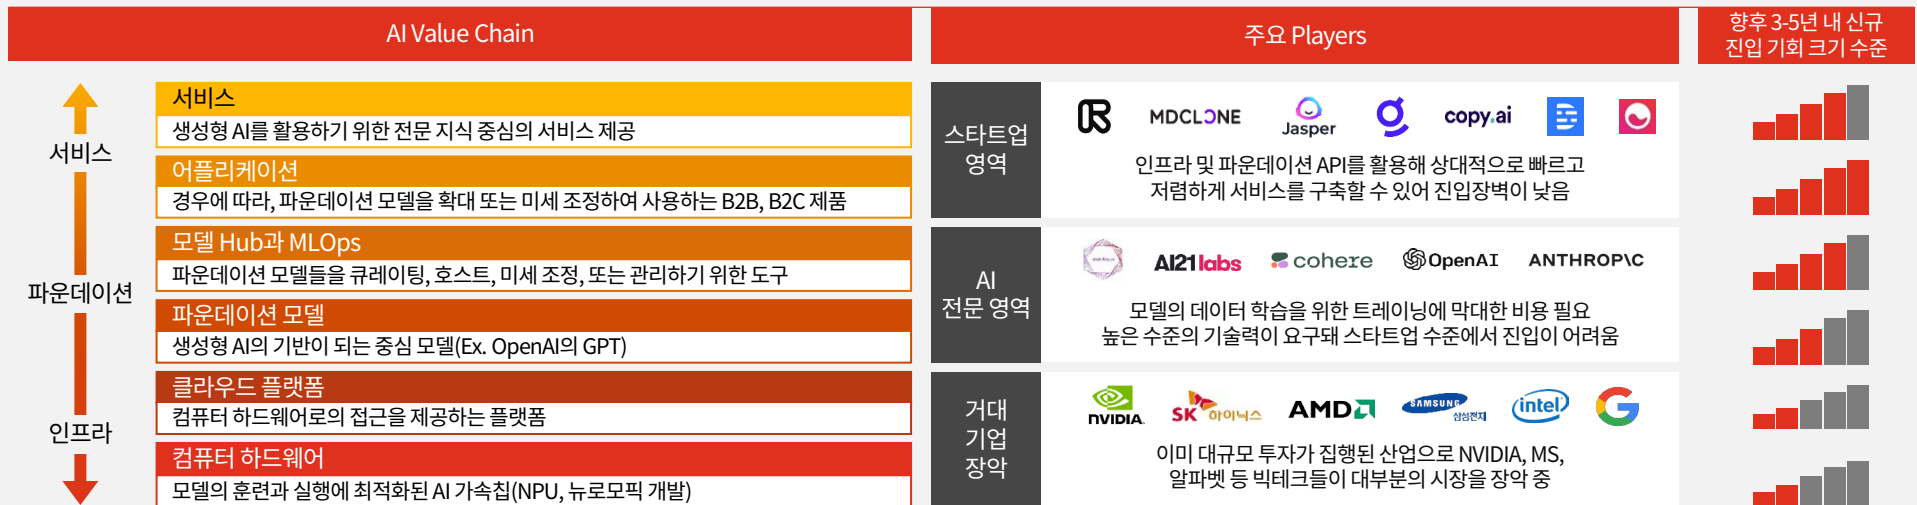 AI Value Chain
주요 Players
향후 3-5년 내 신규
진입 기회 크기 수준
서비스
파운데이션
인프라
서비스
생성형 AI를 활용하기 위한 전문 지식 중심의 서비스 제공
어플리케이션
경우에 따라, 파운데이션 모델을 확대 또는 미세 조정하여 사용하는 B2B, B2C 제품
모델 Hub과 MLOps
파운데이션 모델들을 큐레이팅, 호스트, 미세 조정, 또는 관리하기 위한 도구
파운데이션 모델
생성형 AI의 기반이 되는 중심 모델(Ex. OpenAI의 GPT)
클라우드 플랫폼
컴퓨터 하드웨어로의 접근을 제공하는 플랫폼
컴퓨터 하드웨어
모델의 훈련과 실행에 최적화된 AI 가속칩(NPU, 뉴로모픽 개발)
스타트업
영역
MDCLONE
Jasper
copy.ai
인프라 및 파운데이션 API를 활용해 상대적으로 빠르고
저렴하게 서비스를 구축할 수 있어 진입장벽이 낮음
AI
전문 영역
AI21labs
cohere
OpenAI
ANTHROP\C
모델의 데이터 학습을 위한 트레이닝에 막대한 비용 필요
높은 수준의 기술력이 요구돼 스타트업 수준에서 진입이 어려움
거대
기업
장악
NVIDIA.
SK하이닉스
AMD
SAMSUNG
삼성전자
intel
이미 대규모 투자가 집행된 산업으로 NVIDIA, MS,
알파벳 등 빅테크들이 대부분의 시장을 장악 중